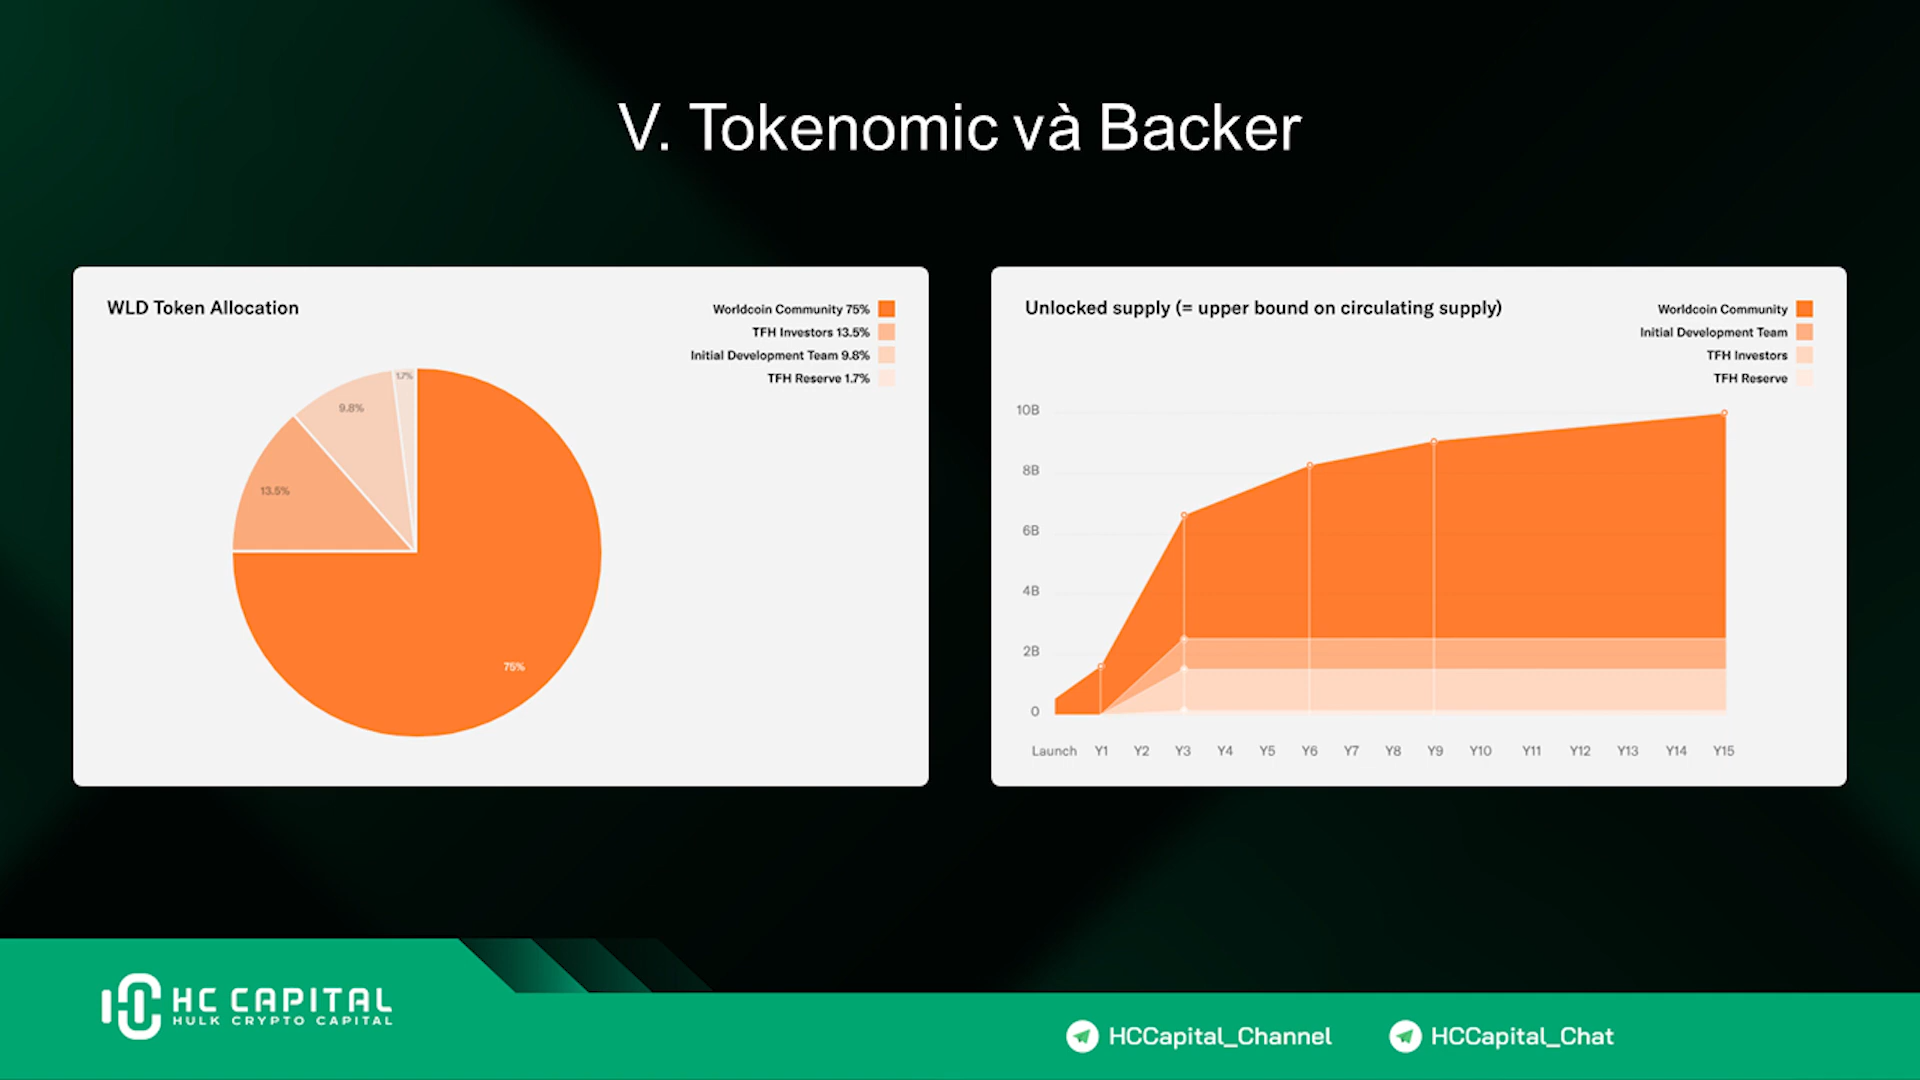 V. Tokenomic và Backer
WLD Token Allocation
Worldcoin Community 75%
TFH Investors 13.5%
Initial Development Team 9.8%
TFH Reserve 1.7%
1.7%
9.8%
13.5%
75%
Unlocked supply (= upper bound on circulating supply)
Worldcoin Community
Initial Development Team
TFH Investors
TFH Reserve
10B
8B
6B
4B
2B
0
Launch Y1 Y2 Y3 Y4 Y5 Y6 Y7 Y8 Y9 Y10 Y11 Y12 Y13 Y14 Y15
HC CAPITAL
HULK CRYPTO CAPITAL
HCCapital_Channel
HCCapital_Chat